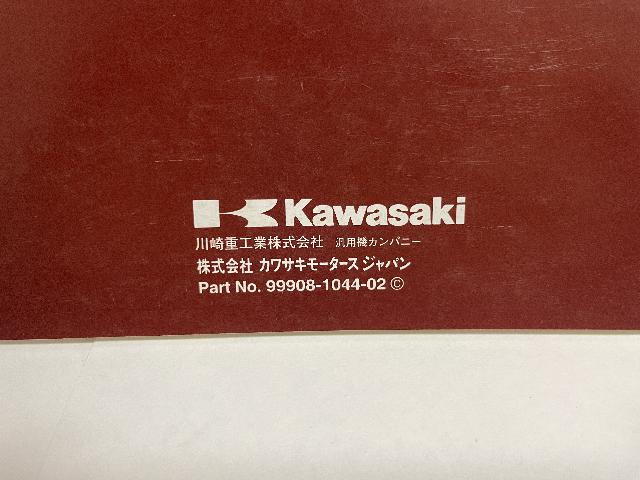 Kawasaki
川崎重工業株式会社 汎用機カンパニー
株式会社 カワサキモータースジャパン
Part No. 99908-1044-02 ©